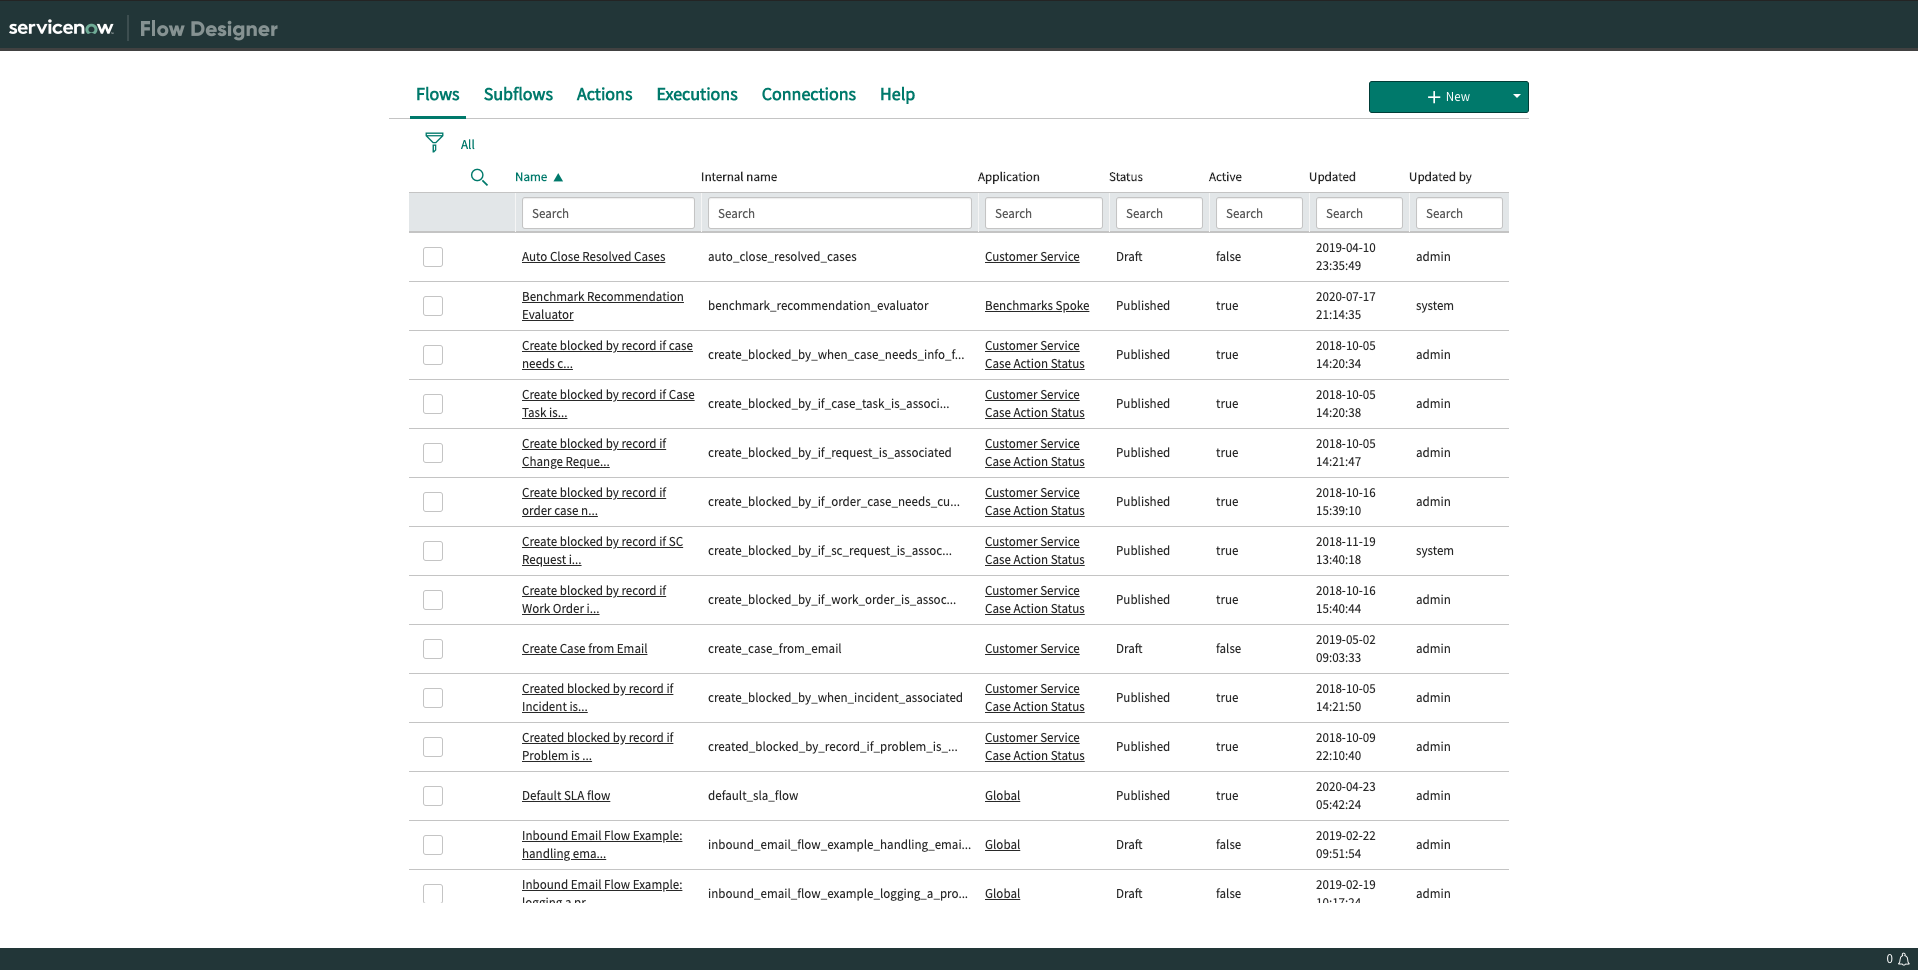 servicenow Flow Designer
Flows Subflows Actions Executions Connections Help New
All
Name Internal name Application Status Active Updated Updated by
Search Search Search Search Search Search Search
Auto Close Resolved Cases auto_close_resolved_cases Customer Service Draft false 2019-04-10 23:35:49 admin
Benchmark Recommendation Evaluator benchmark_recommendation_evaluator Benchmarks Spoke Published true 2020-07-17 21:14:35 system
Create blocked by record if case needs c... create_blocked_by_when_case_needs_info_f... Customer Service Case Action Status Published true 2018-10-05 14:20:34 admin
Create blocked by record if Case Task is... create_blocked_by_if_case_task_is_associ... Customer Service Case Action Status Published true 2018-10-05 14:20:38 admin
Create blocked by record if Change Reque... create_blocked_by_if_request_is_associated Customer Service Case Action Status Published true 2018-10-05 14:21:47 admin
Create blocked by record if order case n... create_blocked_by_if_order_case_needs_cu... Customer Service Case Action Status Published true 2018-10-16 15:39:10 admin
Create blocked by record if SC Request i... create_blocked_by_if_sc_request_is_assoc... Customer Service Case Action Status Published true 2018-11-19 13:40:18 system
Create blocked by record if Work Order i... create_blocked_by_if_work_order_is_assoc... Customer Service Case Action Status Published true 2018-10-16 15:40:44 admin
Create Case from Email create_case_from_email Customer Service Draft false 2019-05-02 09:03:33 admin
Created blocked by record if Incident is... create_blocked_by_when_incident_associated Customer Service Case Action Status Published true 2018-10-05 14:21:50 admin
Created blocked by record if Problem is ... created_blocked_by_record_if_problem_is_... Customer Service Case Action Status Published true 2018-10-09 22:10:40 admin
Default SLA flow default_sla_flow Global Published true 2020-04-23 05:42:24 admin
Inbound Email Flow Example: handling ema... inbound_email_flow_example_handling_emai... Global Draft false 2019-02-22 09:51:54 admin
Inbound Email Flow Example: logging a pr... inbound_email_flow_example_logging_a_pro... Global Draft false 2019-02-19 10:17:24 admin
0